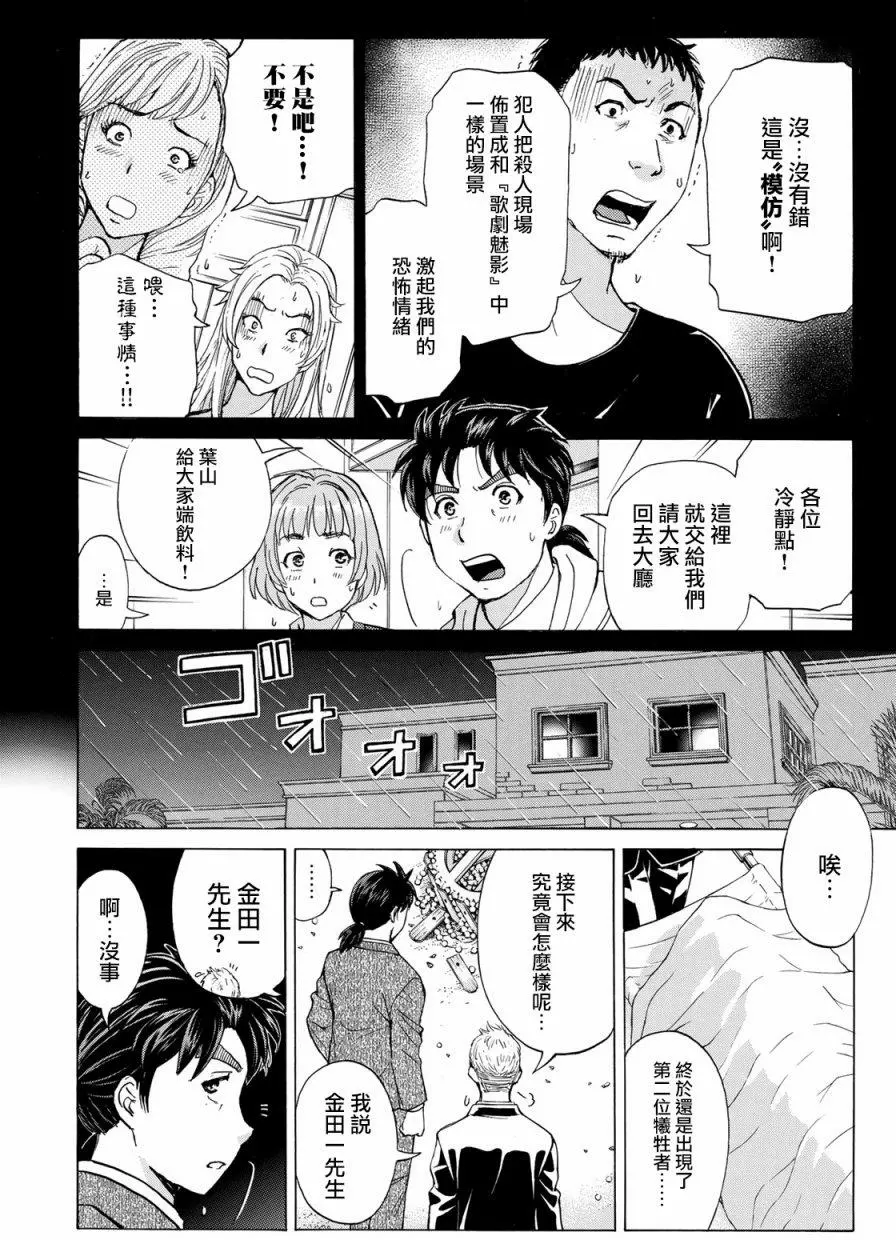 沒…沒有錯
這是〝模仿〞啊！
犯人把殺人現場
佈置成和『歌劇魅影』中
一樣的場景
激起我們的
恐怖情緒
不是吧…！
不要！
喂…
這種事情…!!
各位
冷靜點！
這裡
就交給我們
請大家
回去大廳
葉山
給大家端飲料！
…是
ゴォォォ
唉…
終於還是出現了
第二位犧牲者……
接下來
究竟會怎麼樣呢…
我說
金田一先生
……
金田一
先生？
啊…沒事